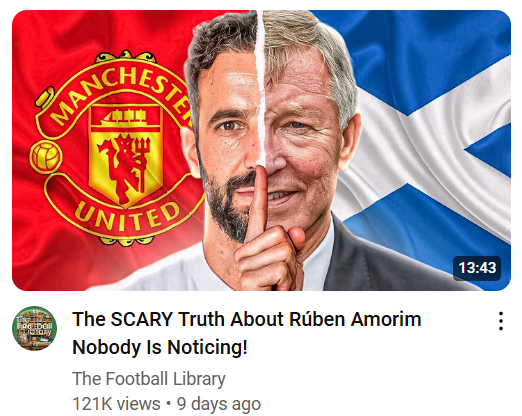 MANCHESTER
UNITED
13:43
The SCARY Truth About Rúben Amorim
Nobody Is Noticing!
The Football Library
121K views • 9 days ago